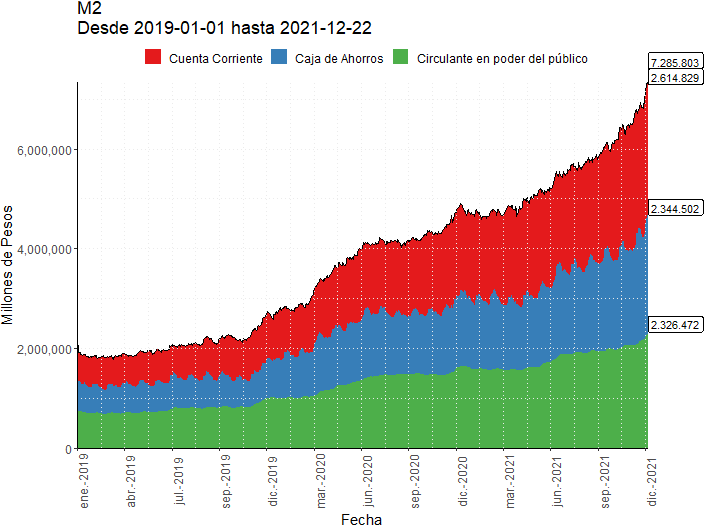 M2
Desde 2019-01-01 hasta 2021-12-22
Cuenta Corriente
Caja de Ahorros
Circulante en poder del público
7.285.803
2.614.829
2.344.502
2.326.472
6,000,000
4,000,000
2,000,000
0
Millones de Pesos
ene.-2019
abr.-2019
jul.-2019
sep.-2019
dic.-2019
mar.-2020
jun.-2020
sep.-2020
dic.-2020
mar.-2021
jun.-2021
sep.-2021
dic.-2021
Fecha